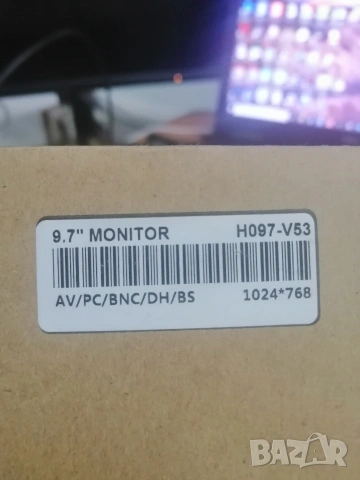 9.7" MONITOR H097-V53
AV/PC/BNC/DH/BS 1024*768
BAZAR